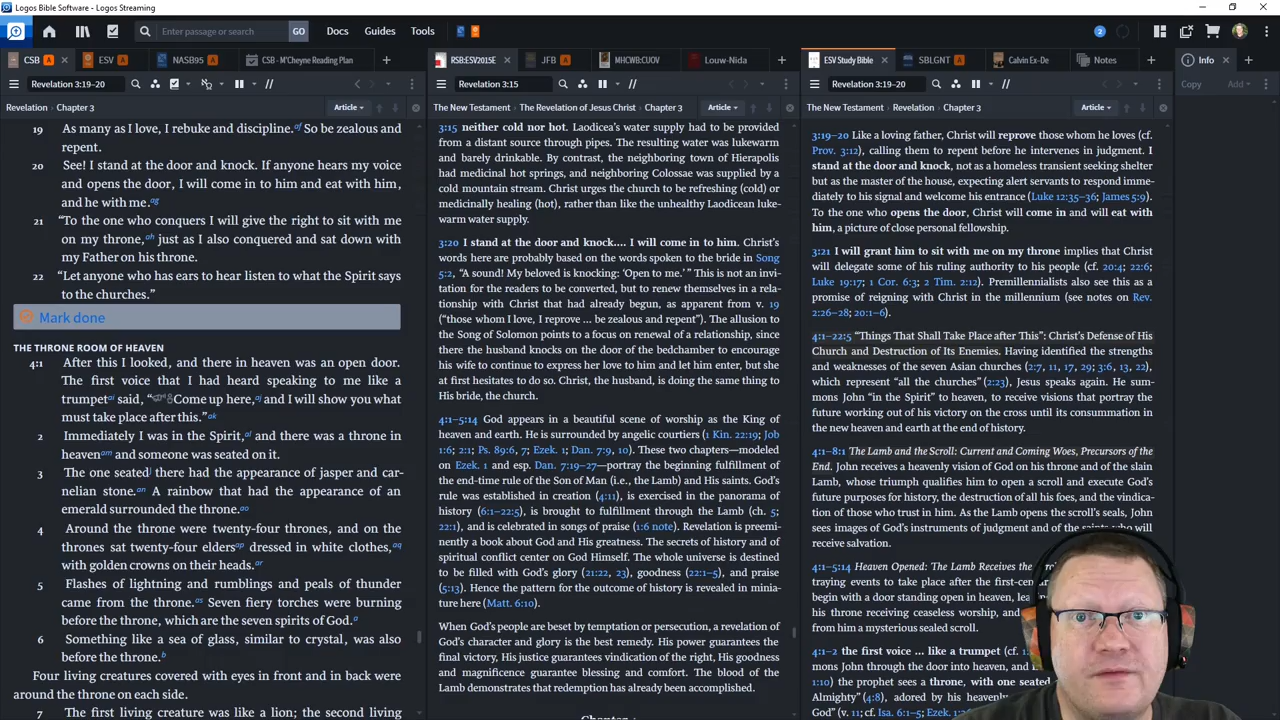 Logos Bible Software - Logos Streaming
Enter passage or search
GO
Docs
Guides
Tools
2
CSB A
ESV A
NASB95 A
CSB - M'Cheyne Reading Plan
RSB:ESV2015E
JFB A
MHCWB:CUOV
Louw-Nida
ESV Study Bible
SBLGNT A
Calvin Ex-De
Notes
Info
Revelation 3:19–20
Revelation 3:15
Revelation 3:19–20
Copy Add
Revelation Chapter 3 Article
The New Testament The Revelation of Jesus Christ Chapter 3 Article
The New Testament Revelation Chapter 3 Article
19 As many as I love, I rebuke and discipline.af So be zealous and
repent.
20 See! I stand at the door and knock. If anyone hears my voice
and opens the door, I will come in to him and eat with him,
and he with me.ag
21 “To the one who conquers I will give the right to sit with me
on my throne,ah just as I also conquered and sat down with
my Father on his throne.
22 “Let anyone who has ears to hear listen to what the Spirit says
to the churches.”
Mark done
THE THRONE ROOM OF HEAVEN
4:1 After this I looked, and there in heaven was an open door.
The first voice that I had heard speaking to me like a
trumpetai said, “Come up here,aj and I will show you what
must take place after this.”ak
2 Immediately I was in the Spirit,al and there was a throne in
heavenam and someone was seated on it.
3 The one seated there had the appearance of jasper and car-
nelian stone.an A rainbow that had the appearance of an
emerald surrounded the throne.ao
4 Around the throne were twenty-four thrones, and on the
thrones sat twenty-four eldersap dressed in white clothes,aq
with golden crowns on their heads.ar
5 Flashes of lightning and rumblings and peals of thunder
came from the throne.as Seven fiery torches were burning
before the throne, which are the seven spirits of God.a
6 Something like a sea of glass, similar to crystal, was also
before the throne.b
Four living creatures covered with eyes in front and in back were
around the throne on each side.
7 The first living creature was like a lion; the second living
3:15 neither cold nor hot. Laodicea’s water supply had to be provided
from a distant source through pipes. The resulting water was lukewarm
and barely drinkable. By contrast, the neighboring town of Hierapolis
had medicinal hot springs, and neighboring Colossae was supplied by a
cold mountain stream. Christ urges the church to be refreshing (cold) or
medicinally healing (hot), rather than like the unhealthy Laodicean luke-
warm water supply.
3:20 I stand at the door and knock.... I will come in to him. Christ’s
words here are probably based on the words spoken to the bride in Song
5:2, “A sound! My beloved is knocking: ‘Open to me.’ ” This is not an invi-
tation for the readers to be converted, but to renew themselves in a rela-
tionship with Christ that had already begun, as apparent from v. 19
(“those whom I love, I reprove ... be zealous and repent”). The allusion to
the Song of Solomon points to a focus on renewal of a relationship, since
there the husband knocks on the door of the bedchamber to encourage
his wife to continue to express her love to him and let him enter, but she
at first hesitates to do so. Christ, the husband, is doing the same thing to
His bride, the church.
4:1–5:14 God appears in a beautiful scene of worship as the King of
heaven and earth. He is surrounded by angelic courtiers (1 Kin. 22:19; Job
1:6; 2:1; Ps. 89:6, 7; Ezek. 1; Dan. 7:9, 10). These two chapters—modeled
on Ezek. 1 and esp. Dan. 7:19–27—portray the beginning fulfillment of
the end-time rule of the Son of Man (i.e., the Lamb) and His saints. God’s
rule was established in creation (4:11), is exercised in the panorama of
history (6:1–22:5), is brought to fulfillment through the Lamb (ch. 5;
22:1), and is celebrated in songs of praise (1:6 note). Revelation is preemi-
nently a book about God and His greatness. The secrets of history and of
spiritual conflict center on God Himself. The whole universe is destined
to be filled with God’s glory (21:22, 23), goodness (22:1–5), and praise
(5:13). Hence the pattern for the outcome of history is revealed in minia-
ture here (Matt. 6:10).
When God’s people are beset by temptation or persecution, a revelation of
God’s character and glory is the best remedy. His power guarantees the
final victory, His justice guarantees vindication of the right, His goodness
and magnificence guarantee blessing and comfort. The blood of the
Lamb demonstrates that redemption has already been accomplished.
3:19–20 Like a loving father, Christ will reprove those whom he loves (cf.
Prov. 3:12), calling them to repent before he intervenes in judgment. I
stand at the door and knock, not as a homeless transient seeking shelter
but as the master of the house, expecting alert servants to respond imme-
diately to his signal and welcome his entrance (Luke 12:35–36; James 5:9).
To the one who opens the door, Christ will come in and will eat with
him, a picture of close personal fellowship.
3:21 I will grant him to sit with me on my throne implies that Christ
will delegate some of his ruling authority to his people (cf. 20:4; 22:6;
Luke 19:17; 1 Cor. 6:3; 2 Tim. 2:12). Premillennialists also see this as a
promise of reigning with Christ in the millennium (see notes on Rev.
2:26–28; 20:1–6).
4:1–22:5 “Things That Shall Take Place after This”: Christ’s Defense of His
Church and Destruction of Its Enemies. Having identified the strengths
and weaknesses of the seven Asian churches (2:7, 11, 17, 29; 3:6, 13, 22),
which represent “all the churches” (2:23), Jesus speaks again. He sum-
mons John “in the Spirit” to heaven, to receive visions that portray the
future working out of his victory on the cross until its consummation in
the new heaven and earth at the end of history.
4:1–8:1 The Lamb and the Scroll: Current and Coming Woes, Precursors of the
End. John receives a heavenly vision of God on his throne and of the slain
Lamb, whose triumph qualifies him to open a scroll and execute God’s
future purposes for history, the destruction of all his foes, and the vindica-
tion of those who trust in him. As the Lamb opens the scroll’s seals, John
sees images of God’s instruments of judgment and of the saints who will
receive salvation.
4:1–5:14 Heaven Opened: The Lamb Receives the
traying events to take place after the first-cen
begin with a door standing open in heaven,
his throne receiving ceaseless worship, and
from him a mysterious sealed scroll.
4:1–2 the first voice ... like a trumpet (cf.
mons John through the door into heaven, and
1:10) the prophet sees a throne, with one seated
Almighty” (4:8), adored by his heavenly
God” (v. 11; cf. Isa. 6:1–5; Ezek.